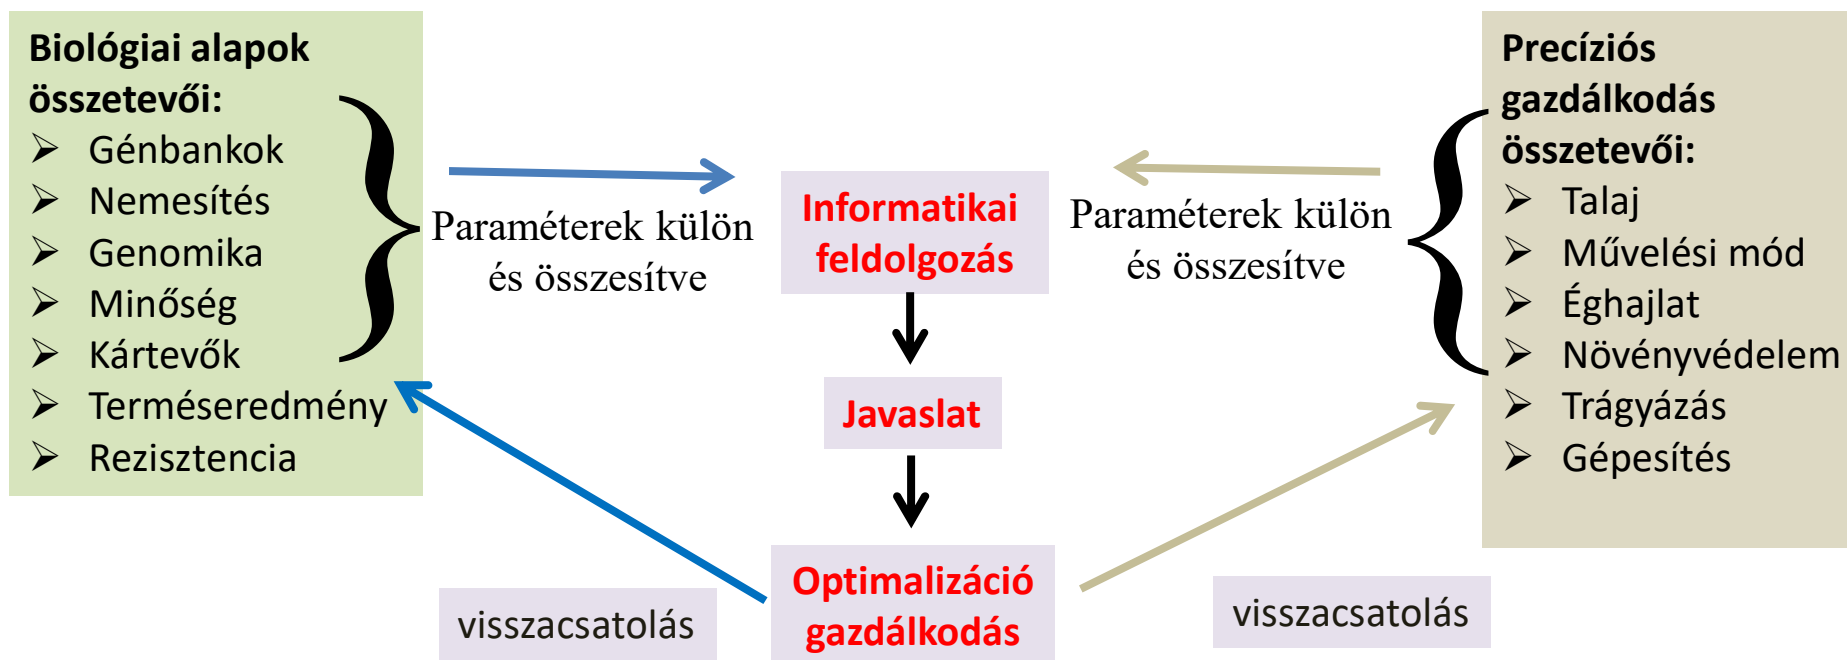 Biológiai alapok
összetevői:
Génbankok
Nemesítés
Genomika
Minőség
Kártevők
Terméseredmény
Rezisztencia
Paraméterek külön
és összesítve
Informatikai
feldolgozás
Javaslat
Optimalizáció
gazdálkodás
visszacsatolás
Paraméterek külön
és összesítve
Precíziós
gazdálkodás
összetevői:
Talaj
Művelési mód
Éghajlat
Növényvédelem
Trágyázás
Gépesítés
visszacsatolás